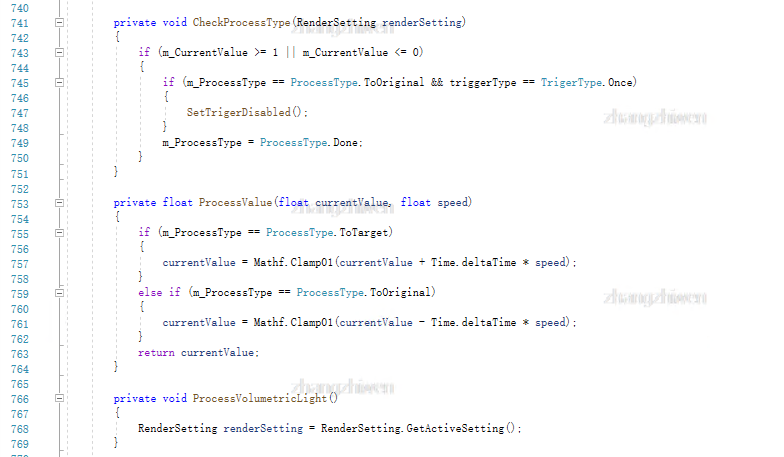 740
741 private void CheckProcessType(RenderSetting renderSetting)
742 {
743 if (m_CurrentValue >= 1 || m_CurrentValue <= 0)
744 {
745 if (m_ProcessType == ProcessType.ToOriginal && triggerType == TrigerType.Once)
746 {
747 SetTrigerDisabled();
748 }
749 m_ProcessType = ProcessType.Done;
750 }
751 }
752
753 private float ProcessValue(float currentValue, float speed)
754 {
755 if (m_ProcessType == ProcessType.ToTarget)
756 {
757 currentValue = Mathf.Clamp01(currentValue + Time.deltaTime * speed);
758 }
759 else if (m_ProcessType == ProcessType.ToOriginal)
760 {
761 currentValue = Mathf.Clamp01(currentValue - Time.deltaTime * speed);
762 }
763 return currentValue;
764 }
765
766 private void ProcessVolumetricLight()
767 {
768 RenderSetting renderSetting = RenderSetting.GetActiveSetting();
769 }